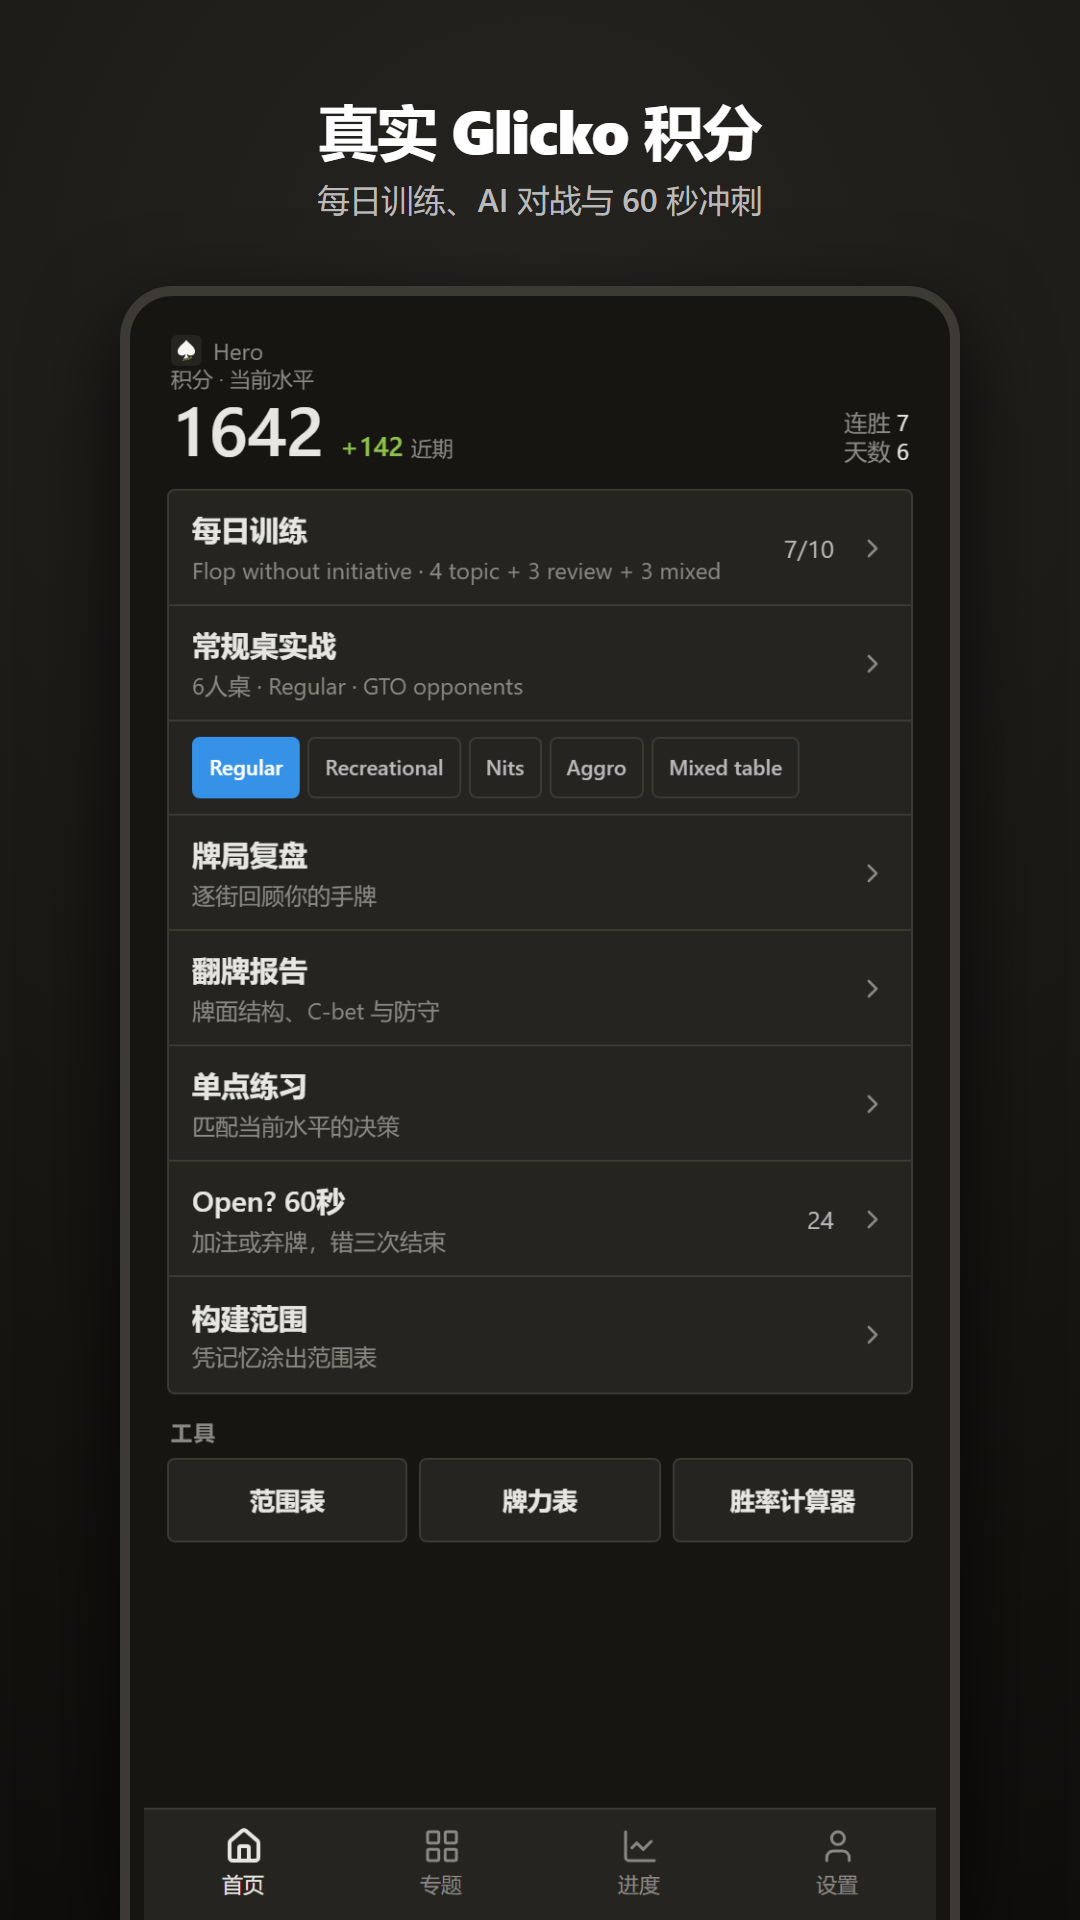 真实 Glicko 积分
每日训练、AI 对战与 60 秒冲刺
Hero
积分 · 当前水平
1642 +142 近期
连胜 7
天数 6
每日训练
Flop without initiative · 4 topic + 3 review + 3 mixed
7/10
常规桌实战
6人桌 · Regular · GTO opponents
Regular Recreational Nits Aggro Mixed table
牌局复盘
逐街回顾你的手牌
翻牌报告
牌面结构、C-bet 与防守
单点练习
匹配当前水平的决策
Open? 60秒
加注或弃牌，错三次结束
24
构建范围
凭记忆涂出范围表
工具
范围表 牌力表 胜率计算器
首页 专题 进度 设置